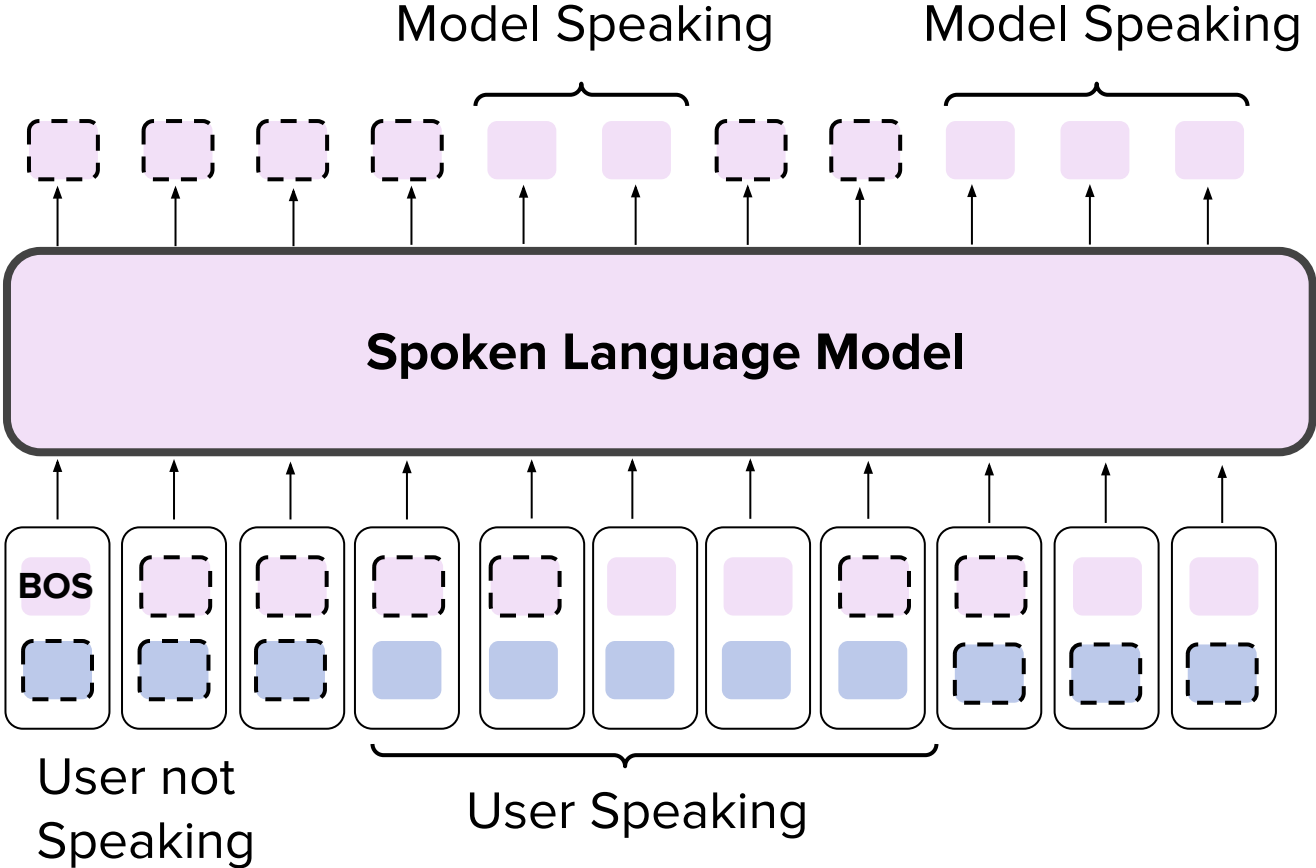 Model Speaking
Model Speaking
Spoken Language Model
BOS
User not
Speaking
User Speaking